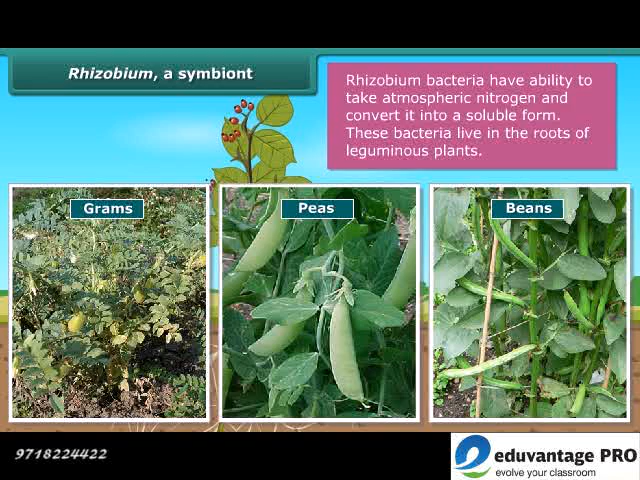 Rhizobium, a symbiont
Rhizobium bacteria have ability to
take atmospheric nitrogen and
convert it into a soluble form.
These bacteria live in the roots of
leguminous plants.
Grams
Peas
Beans
9718224422
eduvantage PRO
evolve your classroom